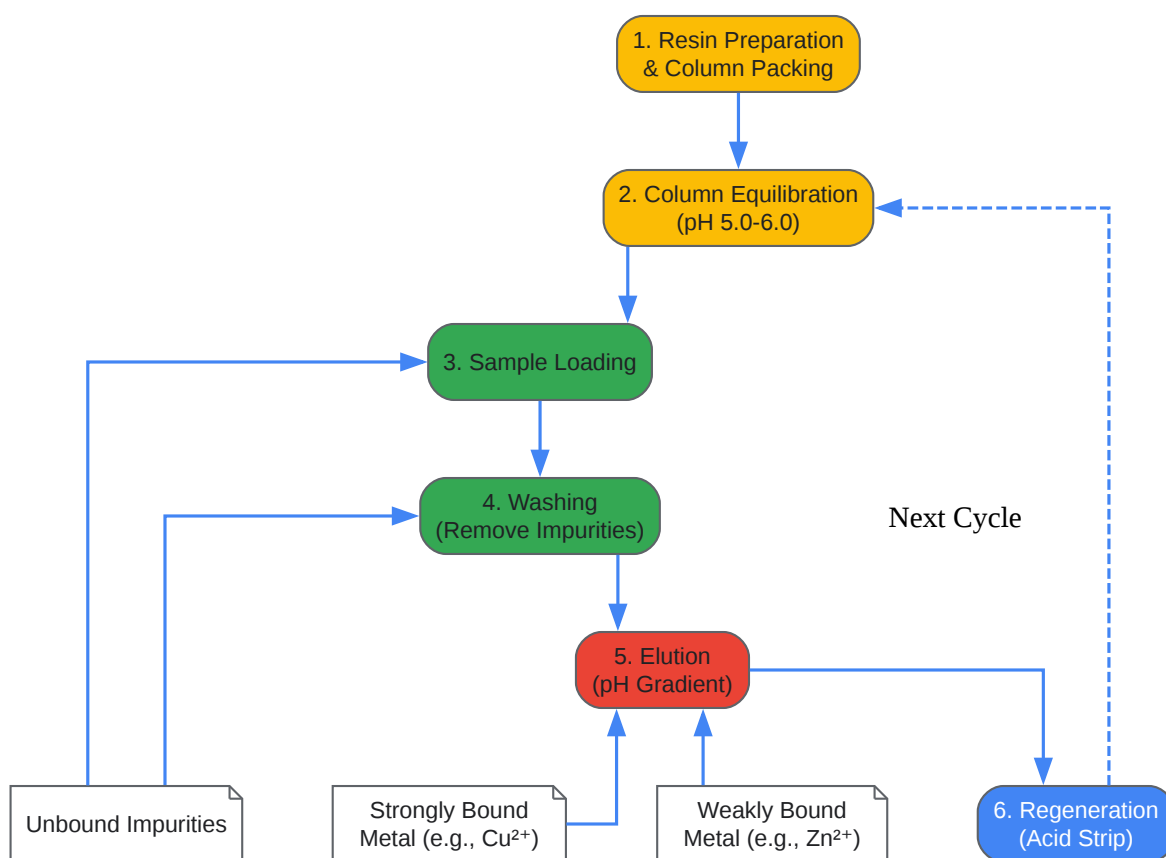 1. Resin Preparation
& Column Packing
2. Column Equilibration
(pH 5.0-6.0)
3. Sample Loading
4. Washing
(Remove Impurities)
Next Cycle
5. Elution
(pH Gradient)
Unbound Impurities
Strongly Bound
Metal (e.g., Cu²⁺)
Weakly Bound
Metal (e.g., Zn²⁺)
6. Regeneration
(Acid Strip)